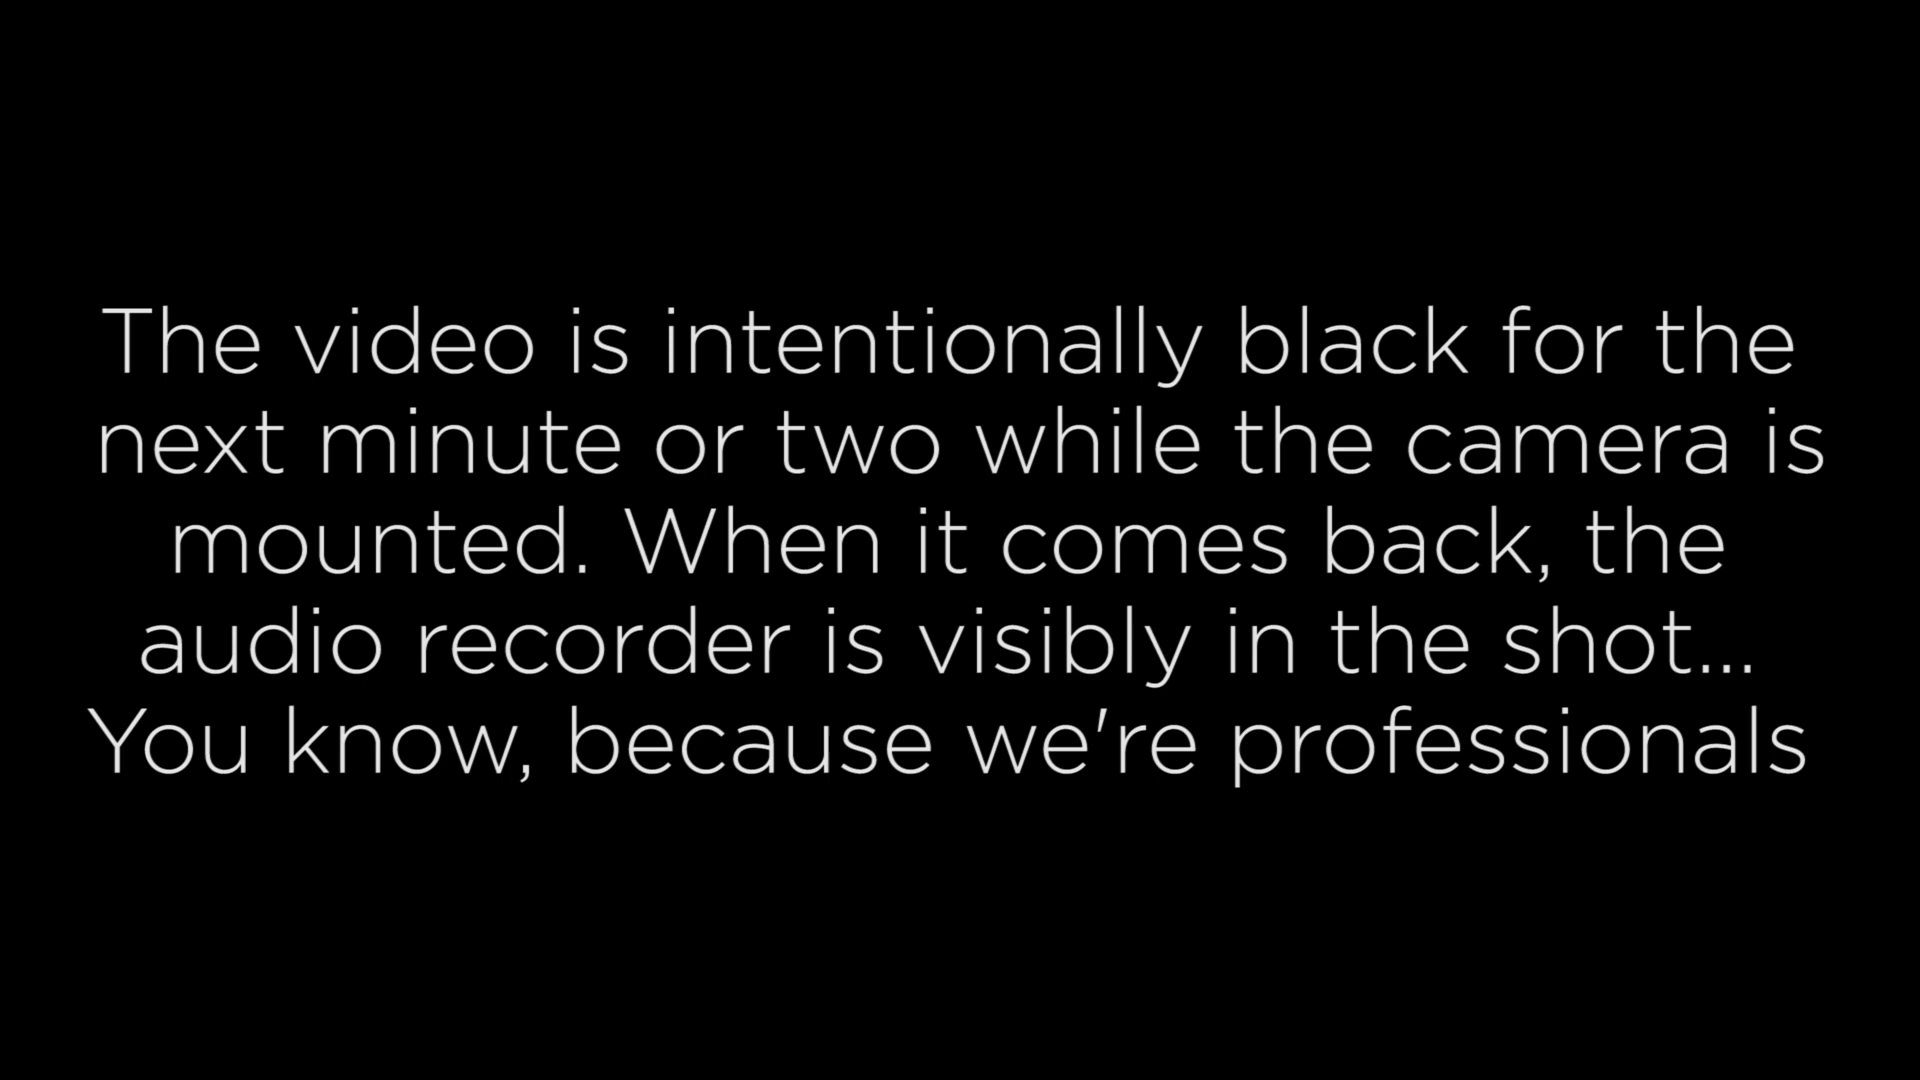 The video is intentionally black for the
next minute or two while the camera is
mounted. When it comes back, the
audio recorder is visibly in the shot...
You know, because we're professionals